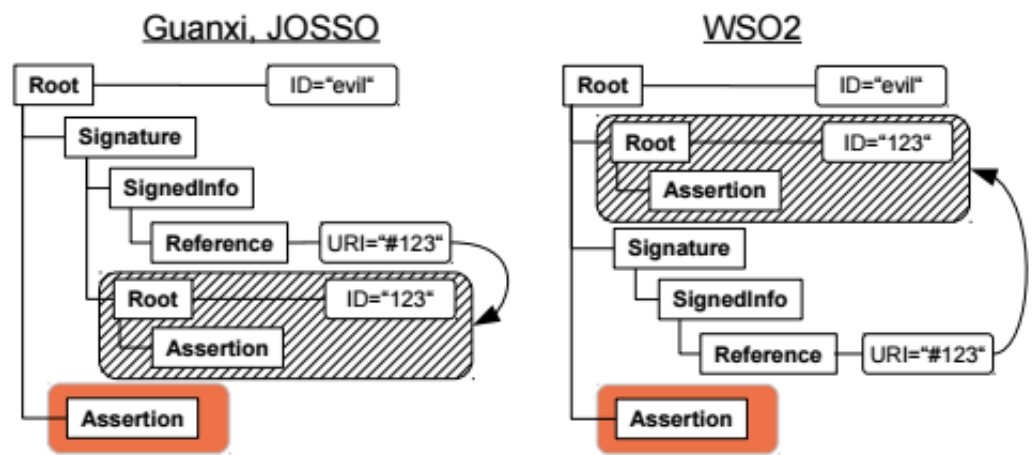 Guanxi, JOSSO
Root
ID="evil"
Signature
SignedInfo
Reference
URI="#123"
Root
ID="123"
Assertion
Assertion
WSO2
Root
ID="evil"
Root
ID="123"
Assertion
Signature
SignedInfo
Reference
URI="#123"
Assertion